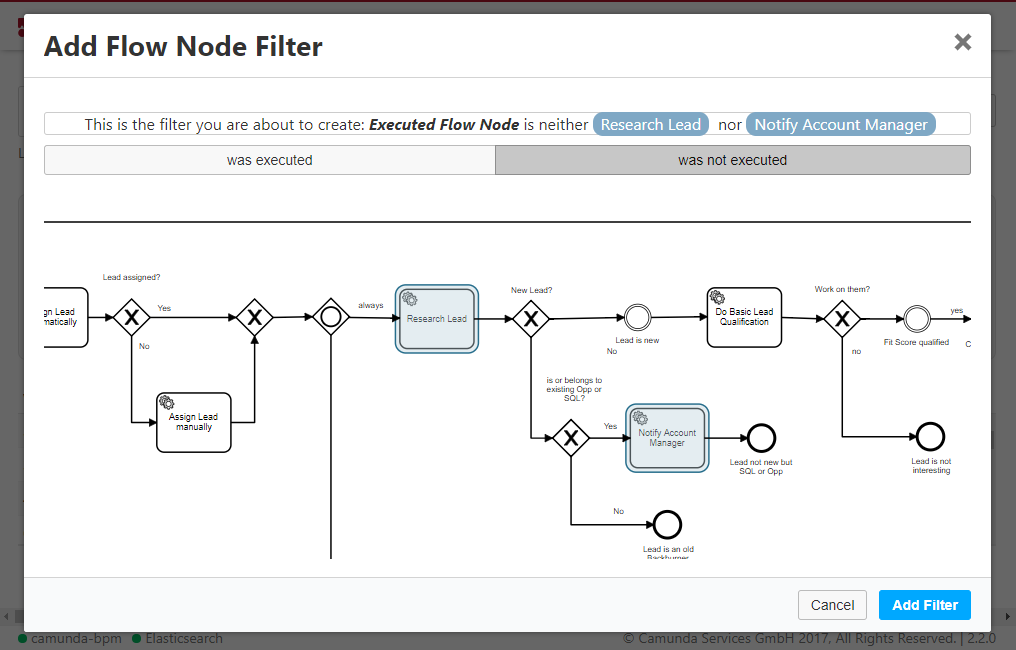 Add Flow Node Filter
This is the filter you are about to create: Executed Flow Node is neither Research Lead nor Notify Account Manager
was executed
was not executed
Lead assigned?
gn Lead
matically
Yes
No
Assign Lead
manually
always
Research Lead
New Lead?
Lead is new
No
Do Basic Lead
Qualification
Work on them?
Fit Score qualified
yes
C
no
is or belongs to
existing Opp or
SQL?
Yes
Notify Account
Manager
Lead not new but
SQL or Opp
Lead is not
interesting
No
Lead is an old
Backburner
Cancel
Add Filter
camunda-bpm
Elasticsearch
© Camunda Services GmbH 2017, All Rights Reserved. | 2.2.0